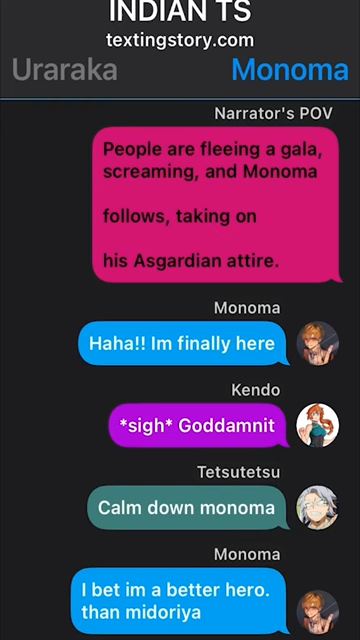 INDIAN TS
textingstory.com
Uraraka Monoma
Narrator's POV
People are fleeing a gala,
screaming, and Monoma
follows, taking on
his Asgardian attire.
Monoma
Haha!! Im finally here
Kendo
*sigh* Goddamnit
Tetsutetsu
Calm down monoma
Monoma
I bet im a better hero.
than midoriya